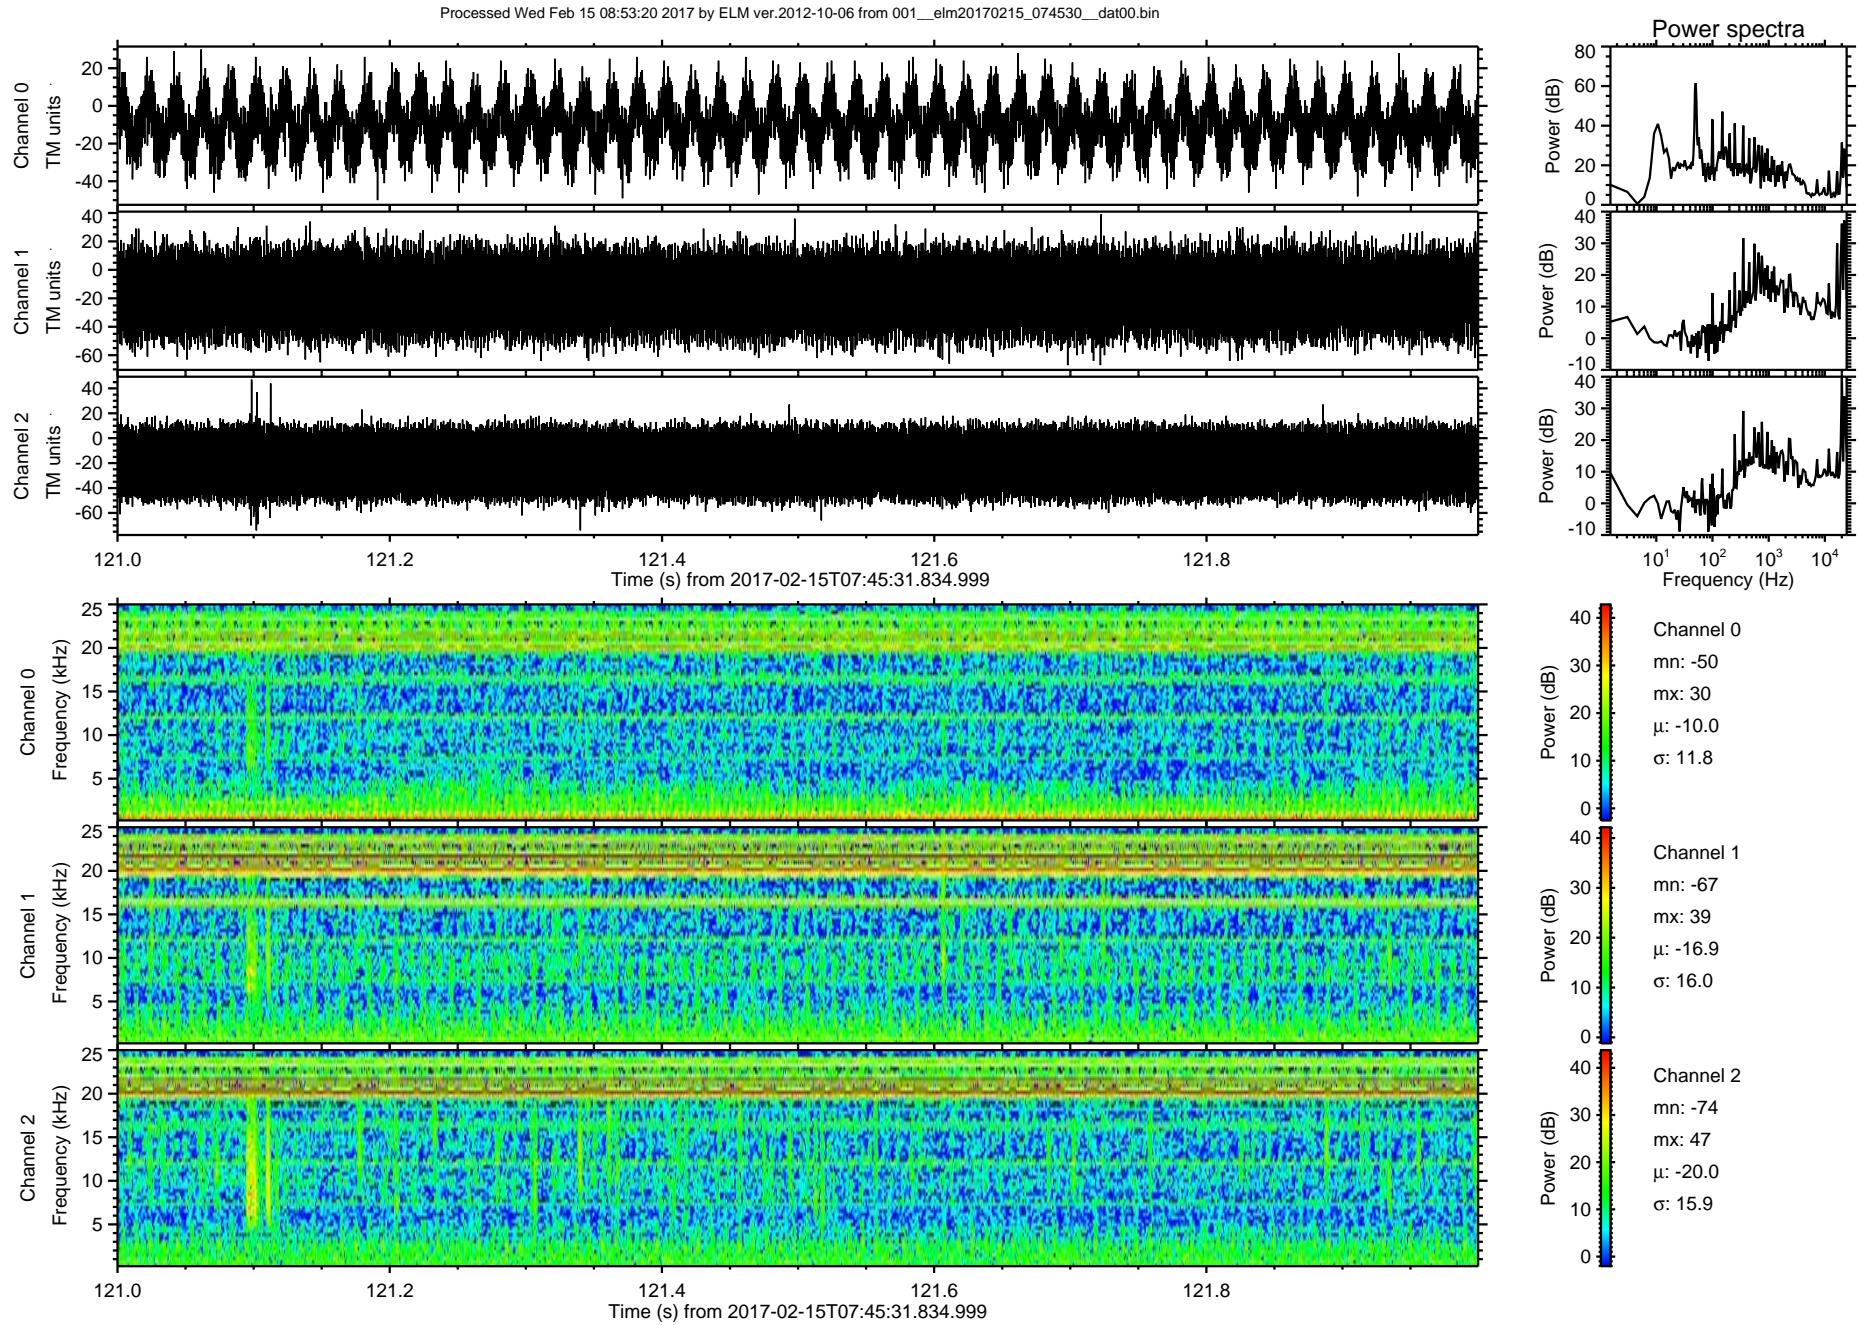 Processed Wed Feb 15 08:53:20 2017 by ELM ver.2012-10-06 from 001__elm20170215_074530__dat00.bin
Power spectra
Channel 0
TM units
20
0
-20
-40
Power (dB)
80
60
40
20
0
Channel 1
TM units
40
20
0
-20
-40
-60
Power (dB)
40
30
20
10
0
-10
Channel 2
TM units
40
20
0
-20
-40
-60
Power (dB)
40
30
20
10
0
-10
121.0 121.2 121.4 121.6 121.8
Time (s) from 2017-02-15T07:45:31.834.999
10^1 10^2 10^3 10^4
Frequency (Hz)
Channel 0
Frequency (kHz)
25
20
15
10
5
Power (dB)
40
30
20
10
0
Channel 0
mn: -50
mx: 30
μ: -10.0
σ: 11.8
Channel 1
Frequency (kHz)
25
20
15
10
5
Power (dB)
40
30
20
10
0
Channel 1
mn: -67
mx: 39
μ: -16.9
σ: 16.0
Channel 2
Frequency (kHz)
25
20
15
10
5
Power (dB)
40
30
20
10
0
Channel 2
mn: -74
mx: 47
μ: -20.0
σ: 15.9
121.0 121.2 121.4 121.6 121.8
Time (s) from 2017-02-15T07:45:31.834.999